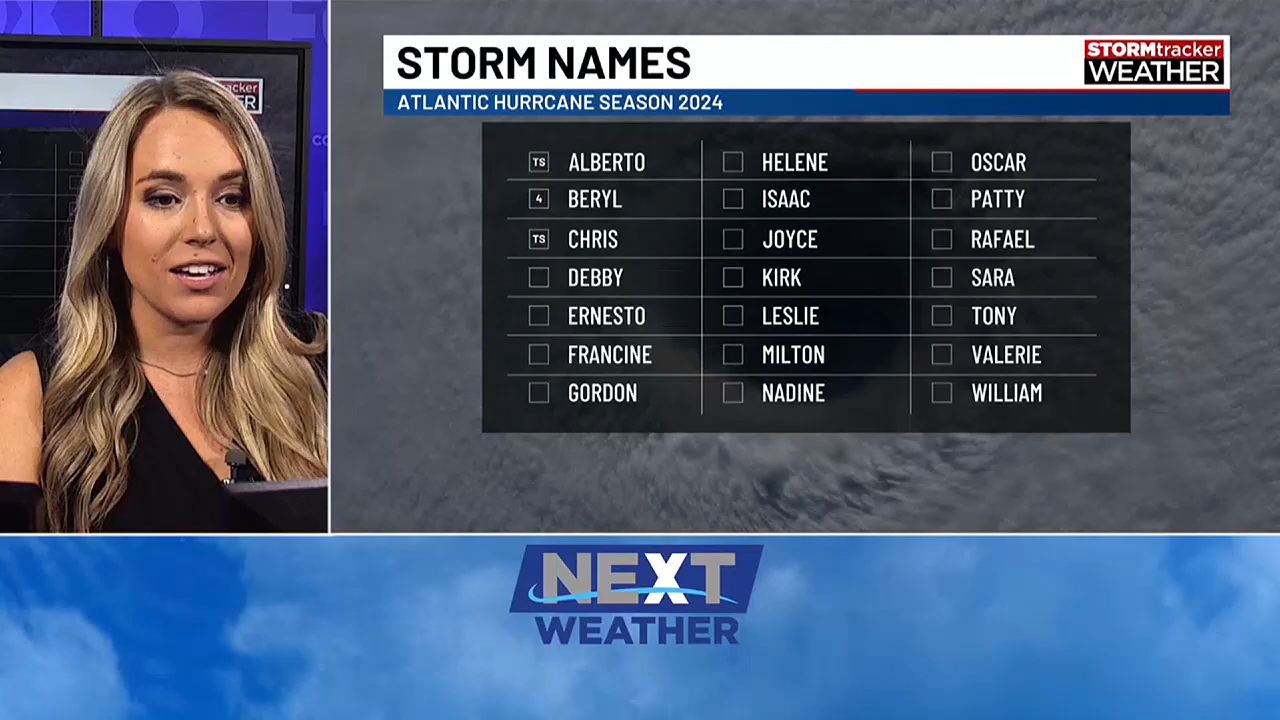 STORM NAMES
STORMtracker
WEATHER
ATLANTIC HURRCANE SEASON 2024
TS ALBERTO HELENE OSCAR
4 BERYL ISAAC PATTY
TS CHRIS JOYCE RAFAEL
DEBBY KIRK SARA
ERNESTO LESLIE TONY
FRANCINE MILTON VALERIE
GORDON NADINE WILLIAM
NEXT
WEATHER